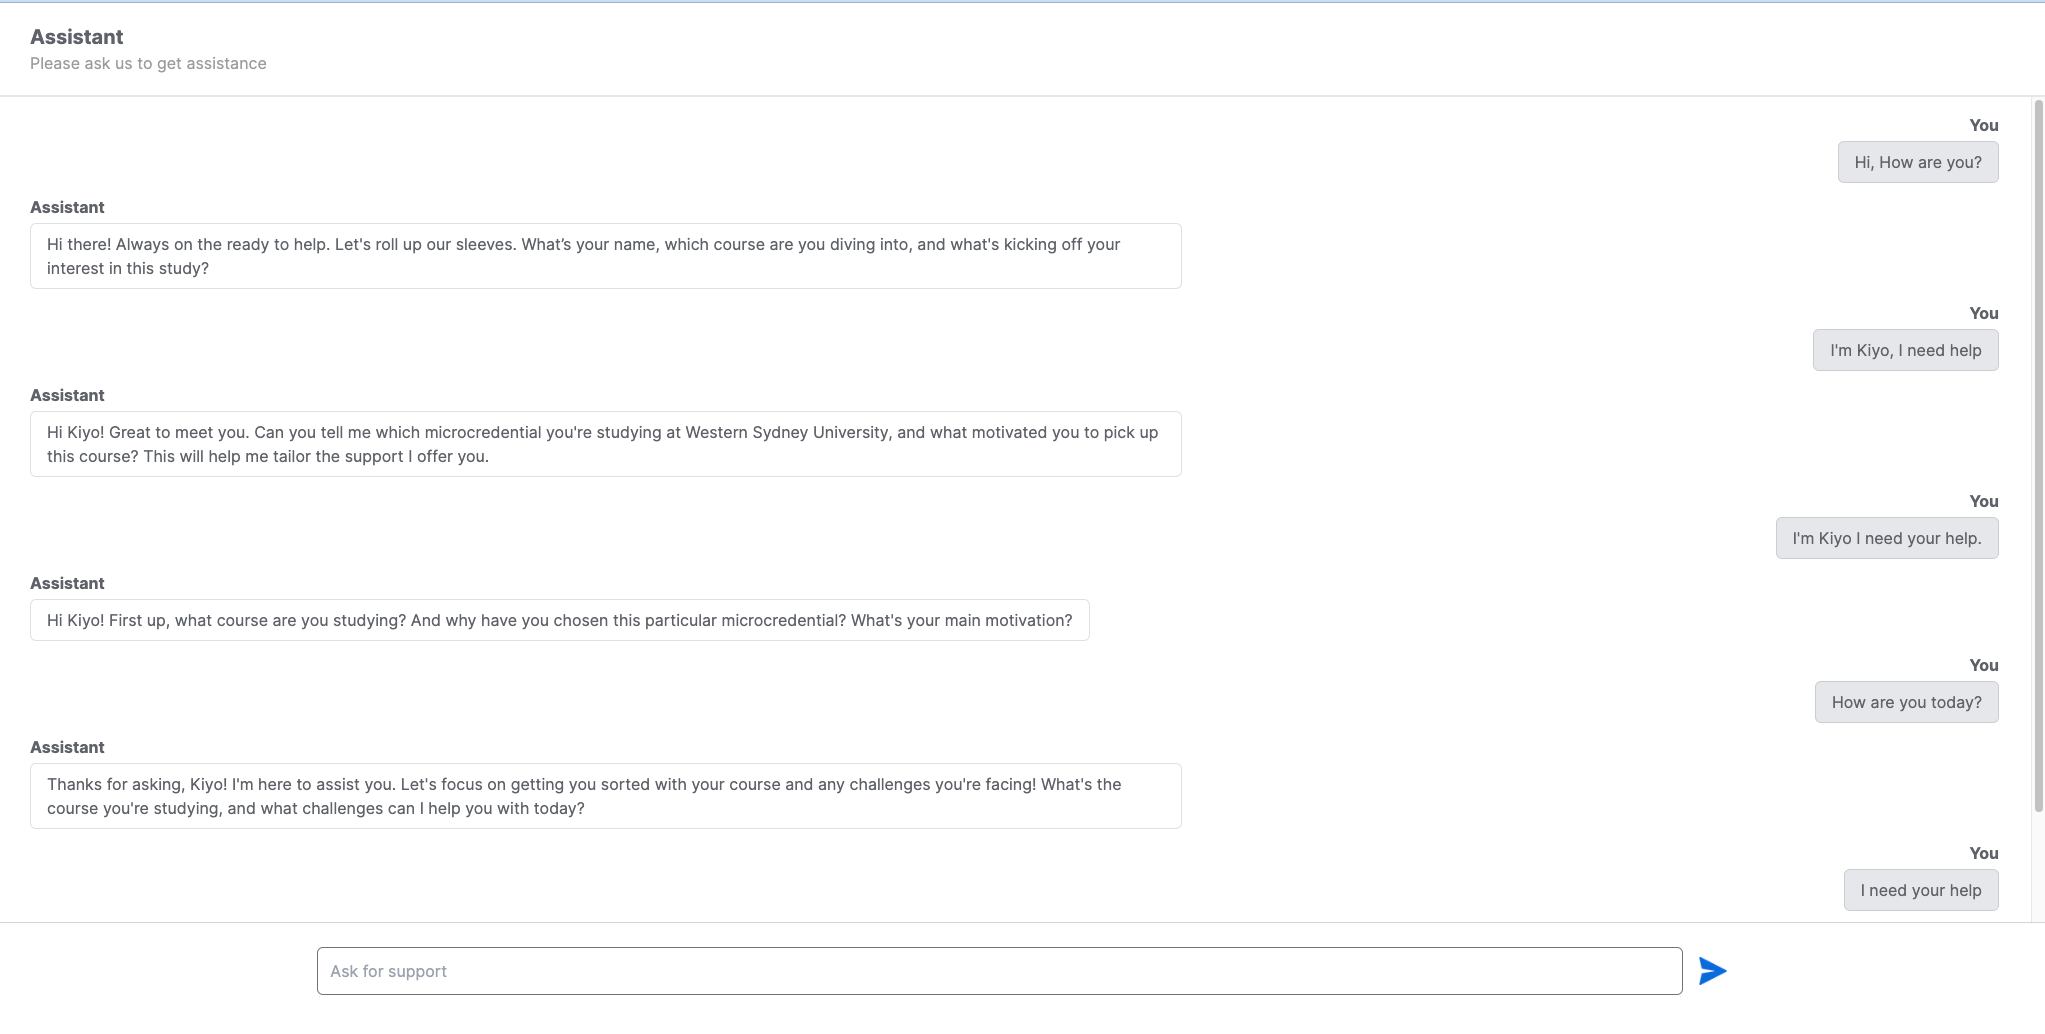 Assistant
Please ask us to get assistance
You
Hi, How are you?
Assistant
Hi there! Always on the ready to help. Let's roll up our sleeves. What’s your name, which course are you diving into, and what's kicking off your
interest in this study?
You
I'm Kiyo, I need help
Assistant
Hi Kiyo! Great to meet you. Can you tell me which microcredential you're studying at Western Sydney University, and what motivated you to pick up
this course? This will help me tailor the support I offer you.
You
I'm Kiyo I need your help.
Assistant
Hi Kiyo! First up, what course are you studying? And why have you chosen this particular microcredential? What's your main motivation?
You
How are you today?
Assistant
Thanks for asking, Kiyo! I'm here to assist you. Let's focus on getting you sorted with your course and any challenges you're facing! What's the
course you're studying, and what challenges can I help you with today?
You
I need your help
Ask for support